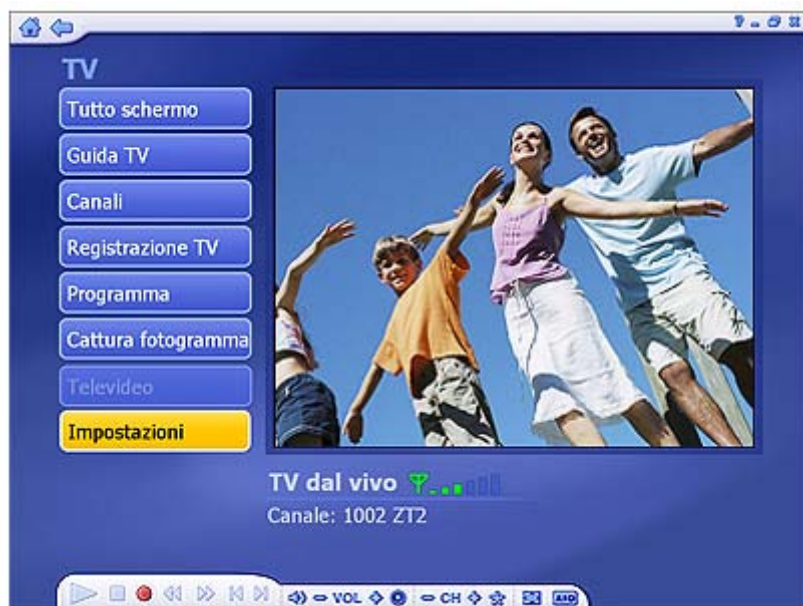 TV
Tutto schermo
Guida TV
Canali
Registrazione TV
Programma
Cattura fotogramma
Televideo
Impostazioni
TV dal vivo
Canale: 1002 ZT2
VOL CH